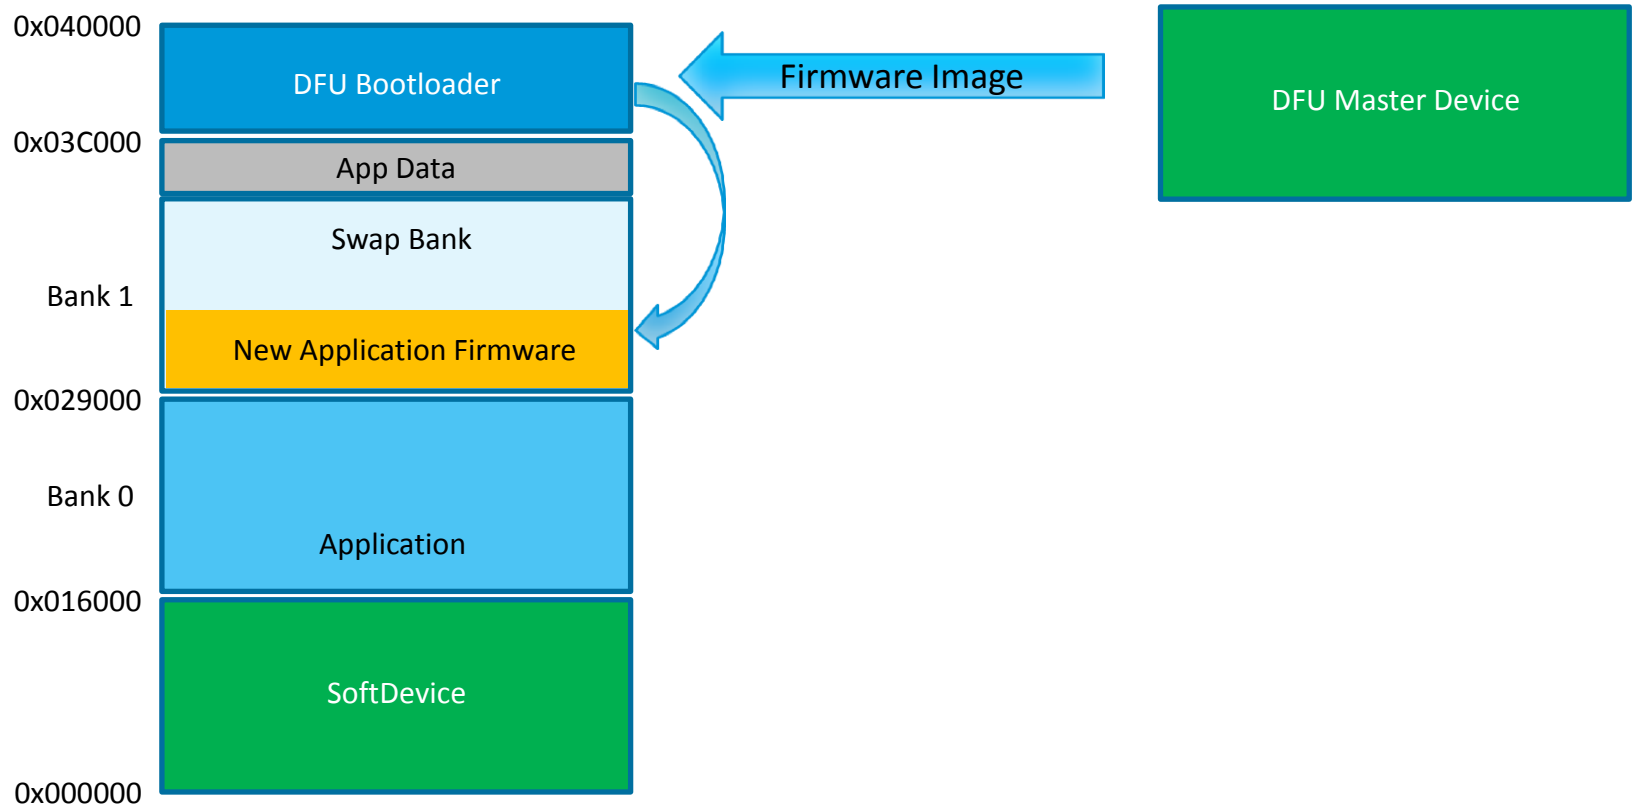 0x040000
DFU Bootloader
Firmware Image
DFU Master Device
0x03C000
App Data
Swap Bank
Bank 1
New Application Firmware
0x029000
Bank 0
Application
0x016000
SoftDevice
0x000000